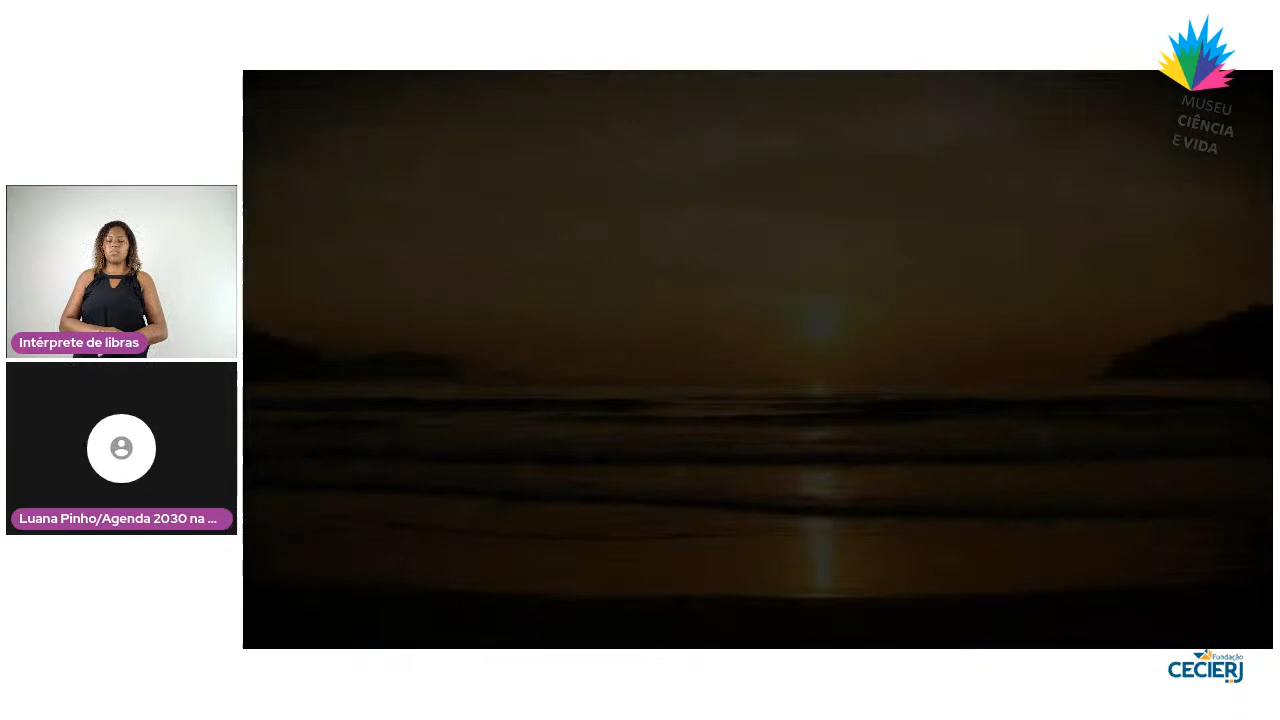 MUSEU
CIÊNCIA
E VIDA
Intérprete de libras
Luana Pinho/Agenda 2030 na ...
Fundação
CECIERJ